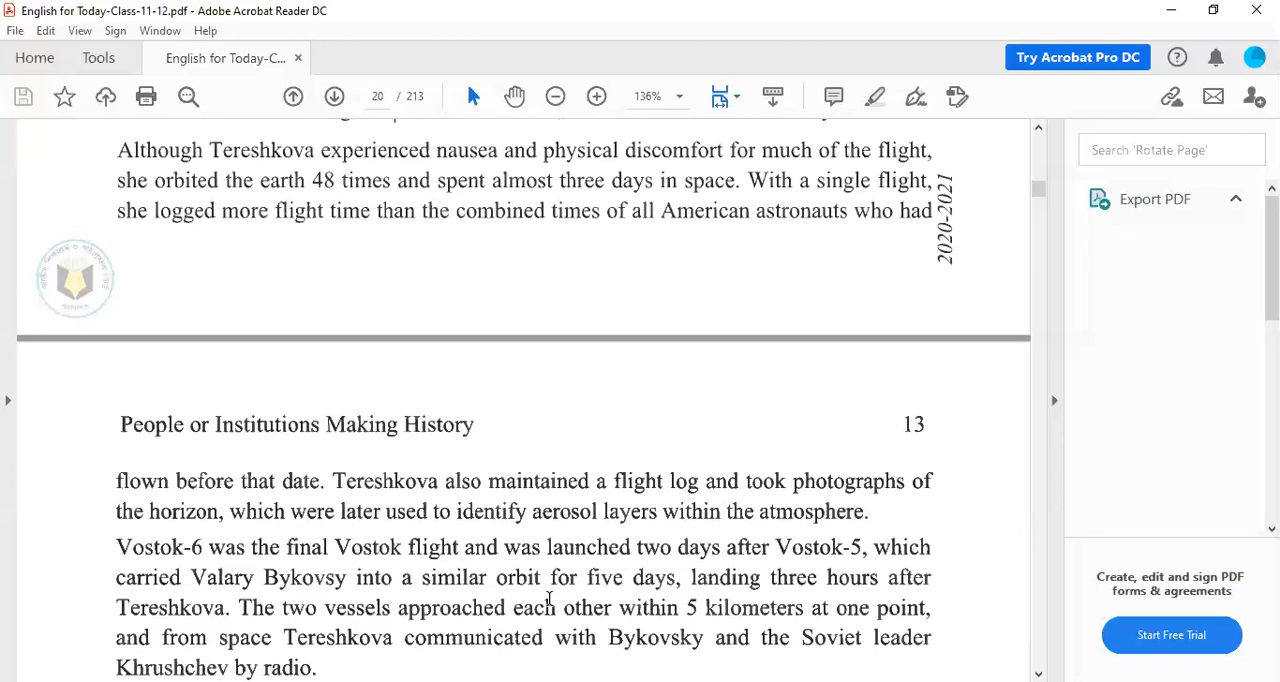 English for Today-Class-11-12.pdf - Adobe Acrobat Reader DC
File Edit View Sign Window Help
Home Tools English for Today-C... × Try Acrobat Pro DC
20 / 213 136%
Search 'Rotate Page'
Export PDF
Although Tereshkova experienced nausea and physical discomfort for much of the flight,
she orbited the earth 48 times and spent almost three days in space. With a single flight,
she logged more flight time than the combined times of all American astronauts who had
2020-2021
People or Institutions Making History 13
flown before that date. Tereshkova also maintained a flight log and took photographs of
the horizon, which were later used to identify aerosol layers within the atmosphere.
Vostok-6 was the final Vostok flight and was launched two days after Vostok-5, which
carried Valary Bykovsy into a similar orbit for five days, landing three hours after
Tereshkova. The two vessels approached each other within 5 kilometers at one point,
and from space Tereshkova communicated with Bykovsky and the Soviet leader
Khrushchev by radio.
Create, edit and sign PDF
forms & agreements
Start Free Trial